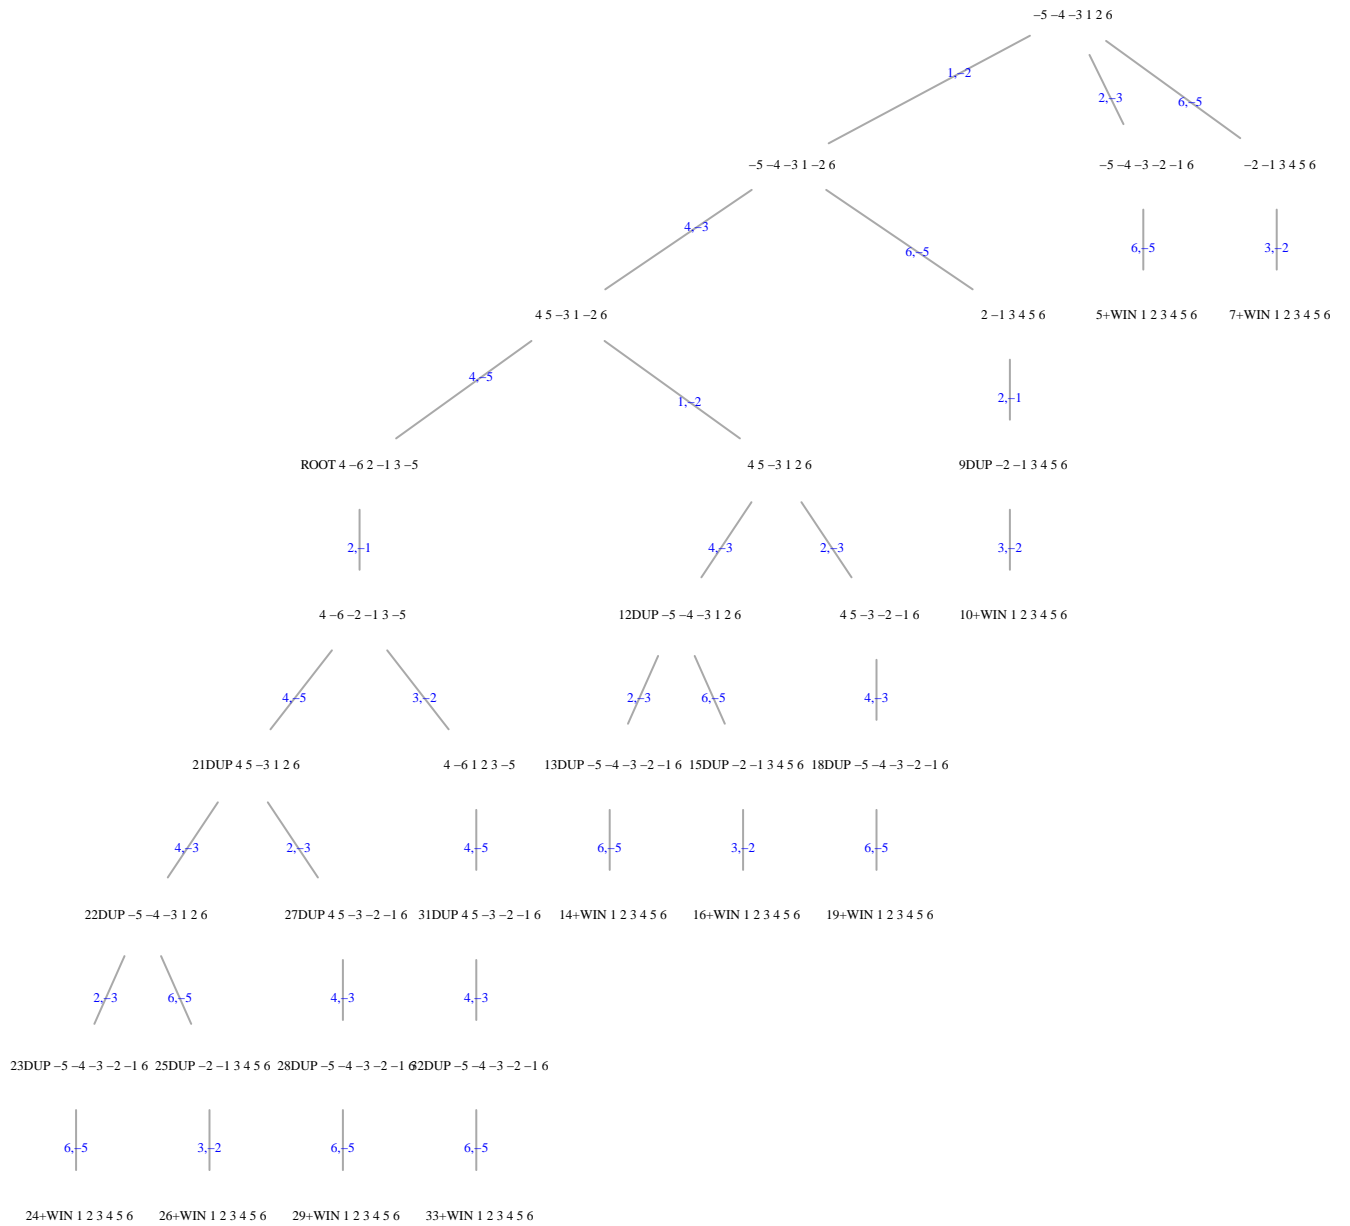 −5 −4 −3 1 2 6
1,−2
2,−3
6,−5
−5 −4 −3 1 −2 6
−5 −4 −3 −2 −1 6
−2 −1 3 4 5 6
4,−3
6,−5
6,−5
3,−2
4 5 −3 1 −2 6
2 −1 3 4 5 6
5+WIN 1 2 3 4 5 6
7+WIN 1 2 3 4 5 6
4,−5
1,−2
2,−1
ROOT 4 −6 2 −1 3 −5
4 5 −3 1 2 6
9DUP −2 −1 3 4 5 6
2,−1
4,−3
2,−3
3,−2
4 −6 −2 −1 3 −5
12DUP −5 −4 −3 1 2 6
4 5 −3 −2 −1 6
10+WIN 1 2 3 4 5 6
4,−5
3,−2
2,−3
6,−5
4,−3
21DUP 4 5 −3 1 2 6
4 −6 1 2 3 −5
13DUP −5 −4 −3 −2 −1 6
15DUP −2 −1 3 4 5 6
18DUP −5 −4 −3 −2 −1 6
4,−3
2,−3
4,−5
6,−5
3,−2
6,−5
22DUP −5 −4 −3 1 2 6
27DUP 4 5 −3 −2 −1 6
31DUP 4 5 −3 −2 −1 6
14+WIN 1 2 3 4 5 6
16+WIN 1 2 3 4 5 6
19+WIN 1 2 3 4 5 6
2,−3
6,−5
4,−3
4,−3
23DUP −5 −4 −3 −2 −1 6
25DUP −2 −1 3 4 5 6
28DUP −5 −4 −3 −2 −1 6
32DUP −5 −4 −3 −2 −1 6
6,−5
3,−2
6,−5
6,−5
24+WIN 1 2 3 4 5 6
26+WIN 1 2 3 4 5 6
29+WIN 1 2 3 4 5 6
33+WIN 1 2 3 4 5 6